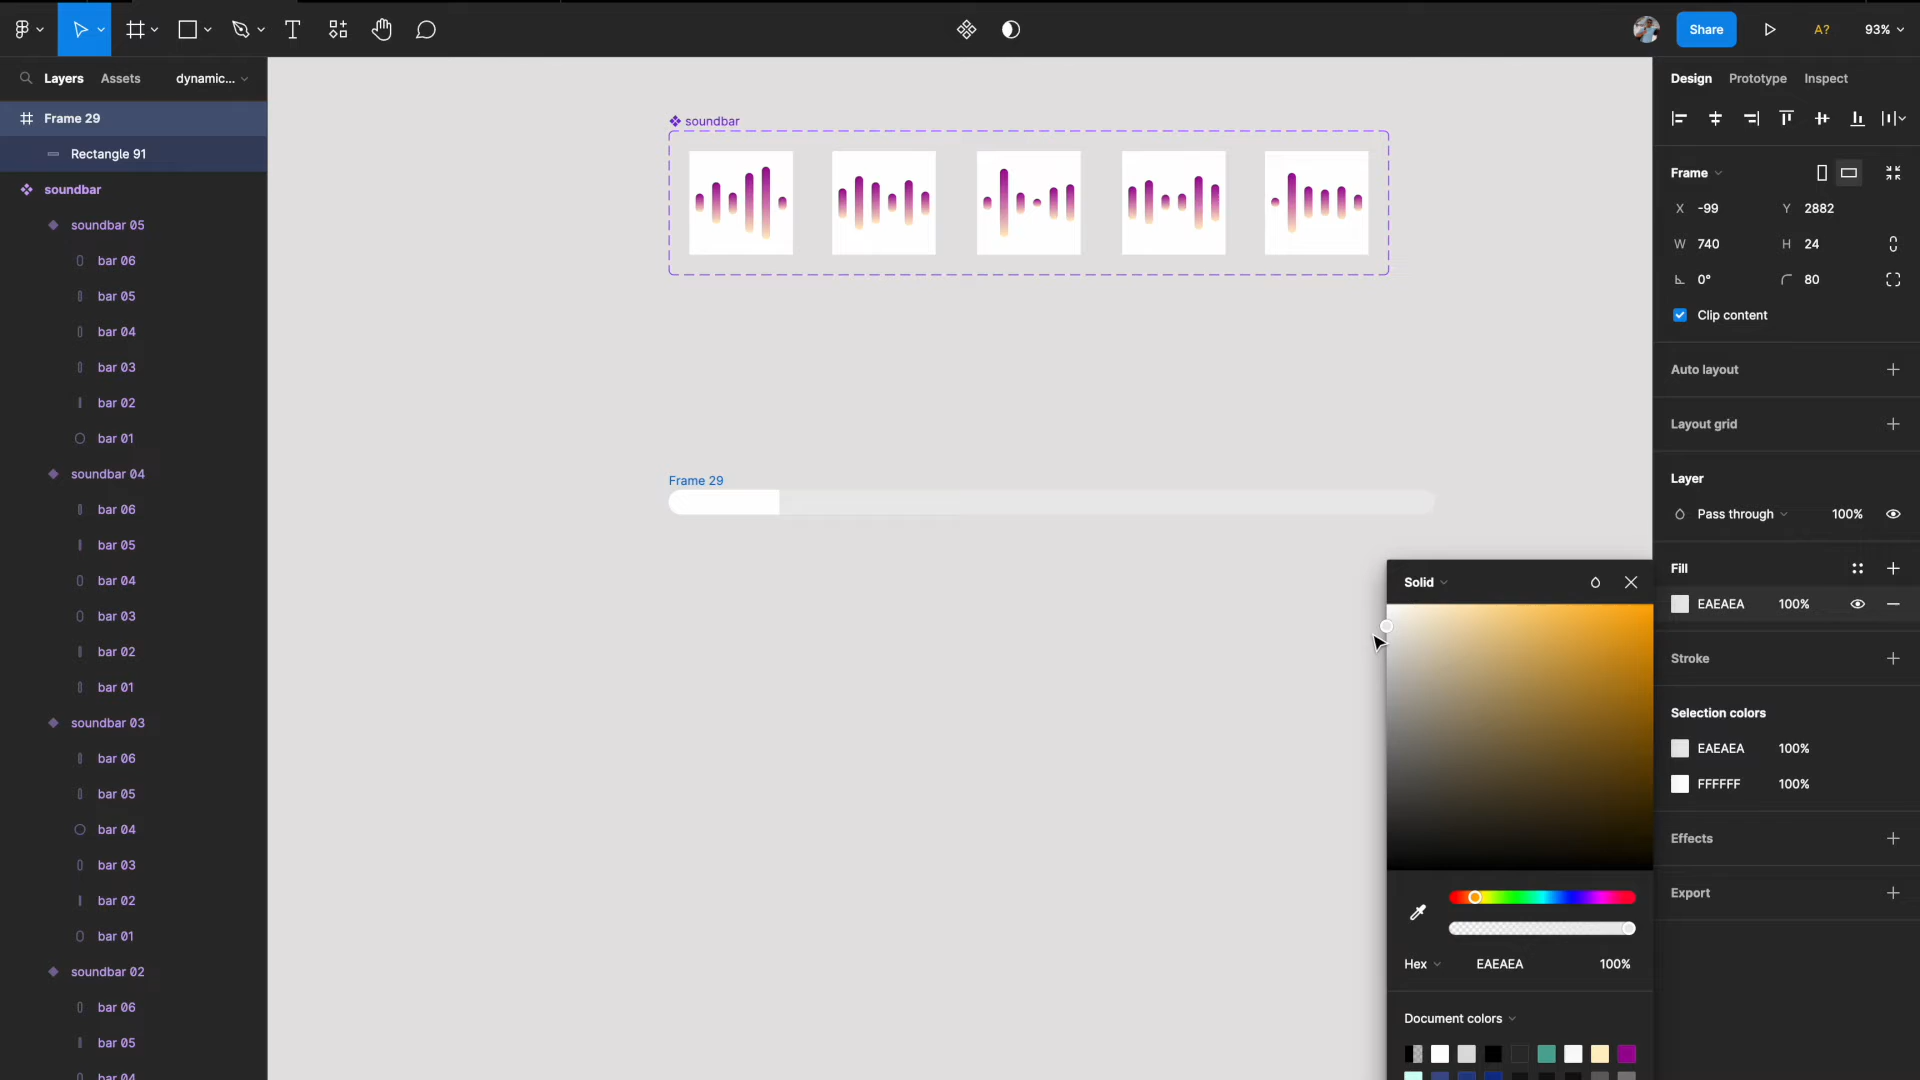 Share
A?
93%
Layers Assets dynamic...
Frame 29
Rectangle 91
soundbar
soundbar 05
bar 06
bar 05
bar 04
bar 03
bar 02
bar 01
soundbar 04
bar 06
bar 05
bar 04
bar 03
bar 02
bar 01
soundbar 03
bar 06
bar 05
bar 04
bar 03
bar 02
bar 01
soundbar 02
bar 06
bar 05
bar 04
soundbar
Frame 29
Solid
Hex EAEAEA 100%
Document colors
Design Prototype Inspect
Frame
X -99 Y 2882
W 740 H 24
0° 80
Clip content
Auto layout
Layout grid
Layer
Pass through 100%
Fill
EAEAEA 100%
Stroke
Selection colors
EAEAEA 100%
FFFFFF 100%
Effects
Export